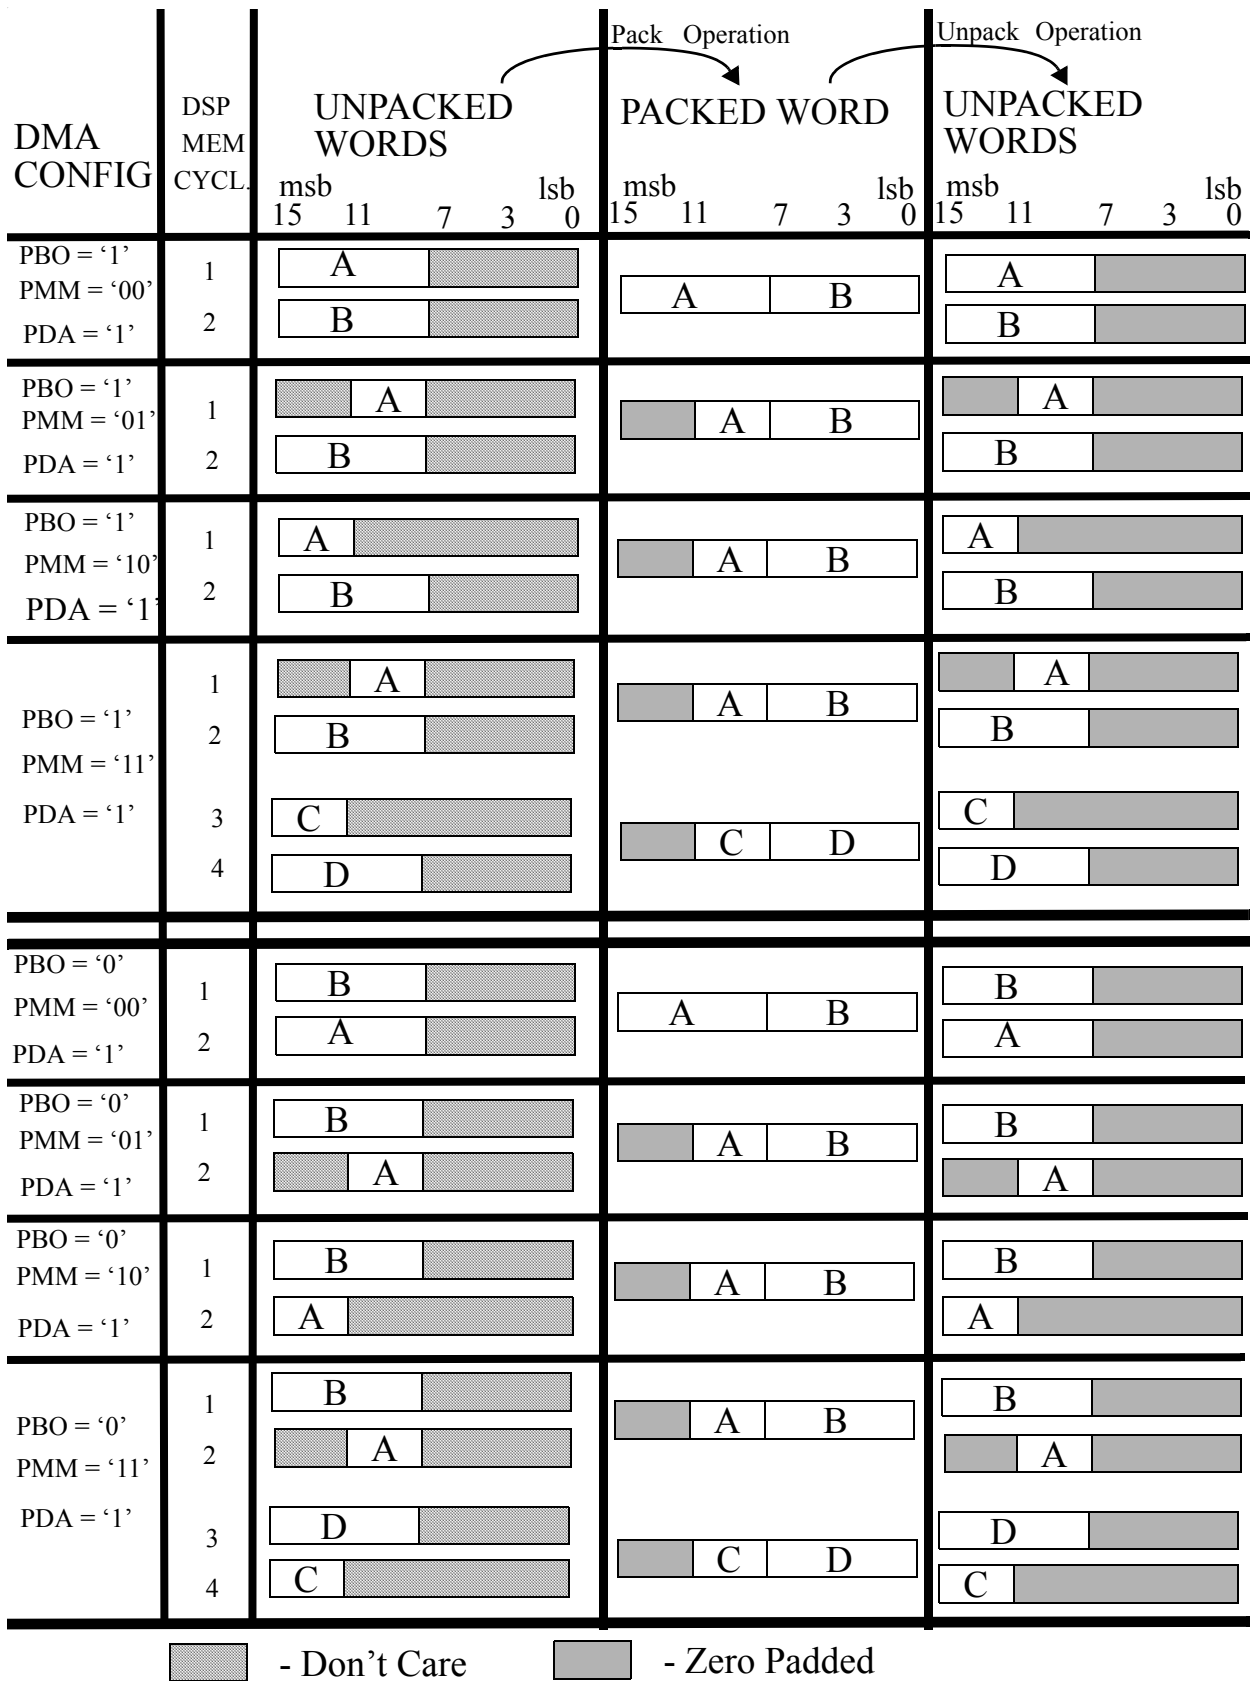 Pack Operation
Unpack Operation
DMA
CONFIG
DSP
MEM
CYCL.
UNPACKED
WORDS
msb lsb
15 11 7 3 0
PACKED WORD
msb lsb
15 11 7 3 0
UNPACKED
WORDS
msb lsb
15 11 7 3 0
PBO = ‘1’
PMM = ‘00’
PDA = ‘1’
1 A A B A
2 B B
PBO = ‘1’
PMM = ‘01’
PDA = ‘1’
1 A A B A
2 B B
PBO = ‘1’
PMM = ‘10’
PDA = ‘1’
1 A A B A
2 B B
PBO = ‘1’
PMM = ‘11’
PDA = ‘1’
1 A A B A
2 B B
3 C C D C
4 D D
PBO = ‘0’
PMM = ‘00’
PDA = ‘1’
1 B A B B
2 A A
PBO = ‘0’
PMM = ‘01’
PDA = ‘1’
1 B A B B
2 A A
PBO = ‘0’
PMM = ‘10’
PDA = ‘1’
1 B A B B
2 A A
PBO = ‘0’
PMM = ‘11’
PDA = ‘1’
1 B A B B
2 A A
3 D C D D
4 C C
- Don’t Care
- Zero Padded